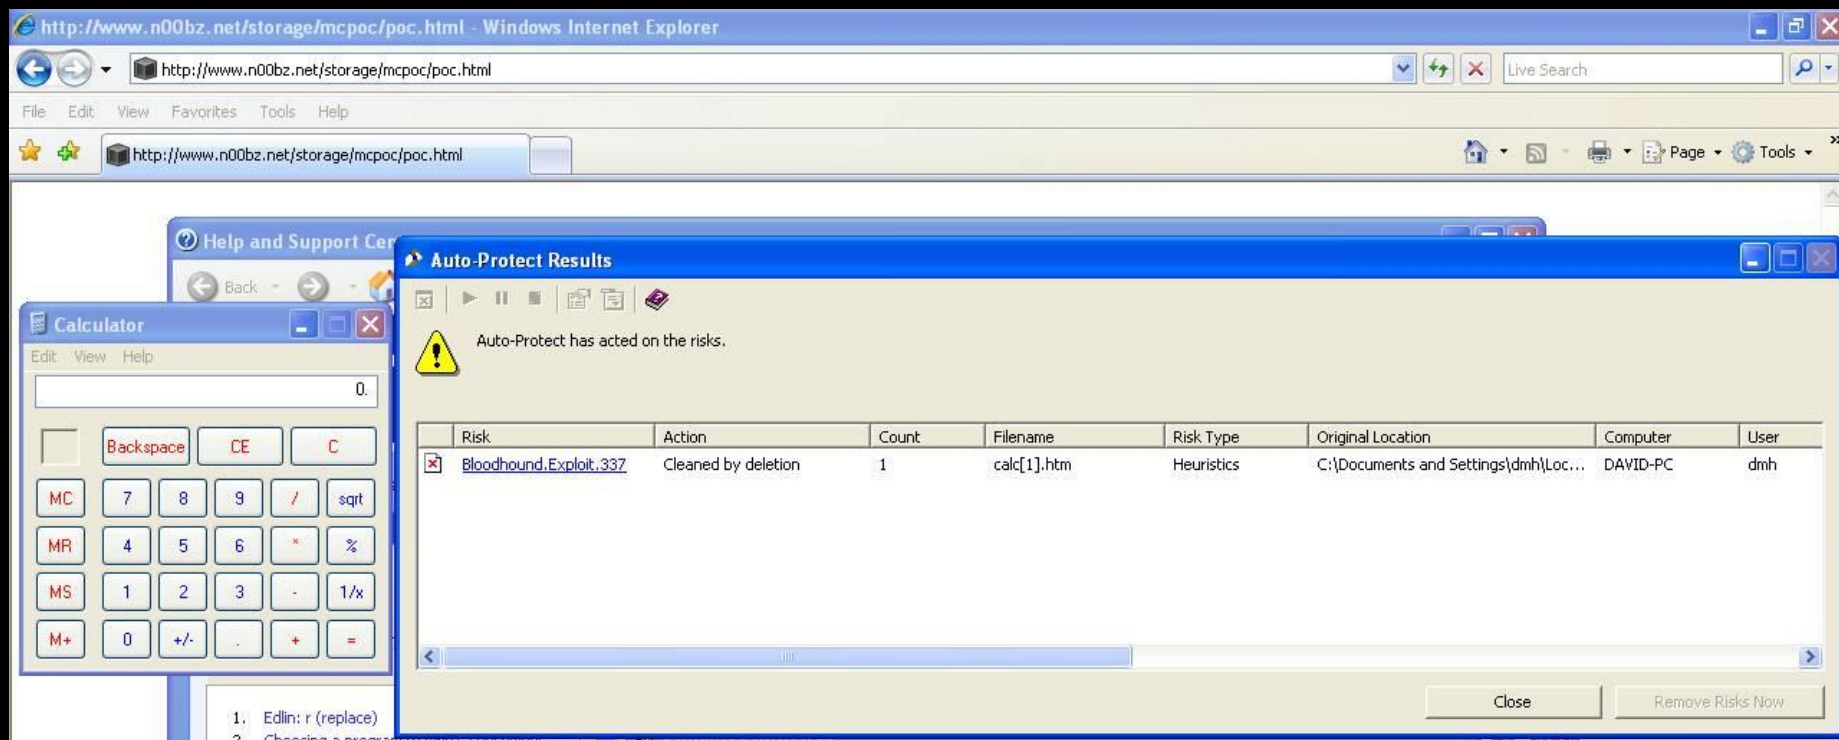 http://www.n00bz.net/storage/mcpoc/poc.html - Windows Internet Explorer
http://www.n00bz.net/storage/mcpoc/poc.html
Live Search
File Edit View Favorites Tools Help
http://www.n00bz.net/storage/mcpoc/poc.html
Page Tools
Help and Support Cer
Back
Auto-Protect Results
Auto-Protect has acted on the risks.
Risk Action Count Filename Risk Type Original Location Computer User
Bloodhound.Exploit.337 Cleaned by deletion 1 calc[1].htm Heuristics C:\Documents and Settings\dmh\Loc... DAVID-PC dmh
Close Remove Risks Now
Calculator
Edit View Help
0.
Backspace CE C
MC 7 8 9 / sqrt
MR 4 5 6 * %
MS 1 2 3 - 1/x
M+ 0 +/- . + =
1. Edlin: r (replace)